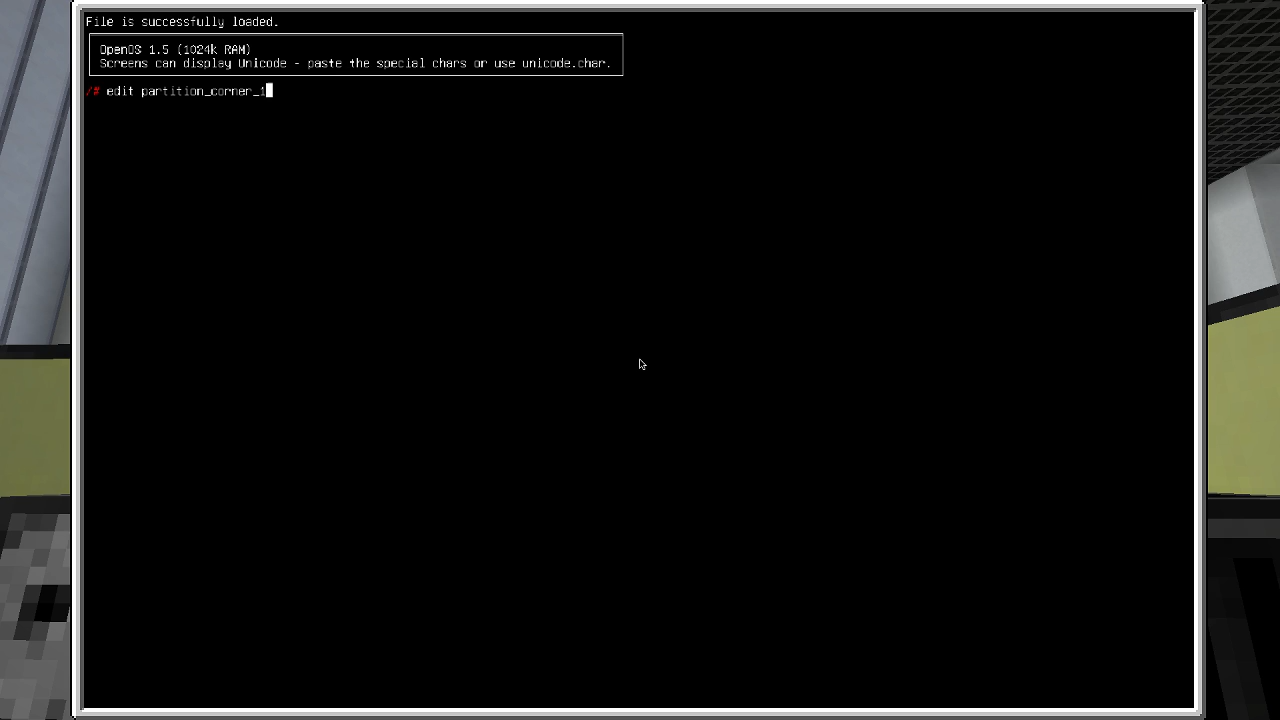 File is successfully loaded.
OpenOS 1.5 (1024k RAM)
Screens can display Unicode - paste the special chars or use unicode.char.
/# edit partition_corner_1